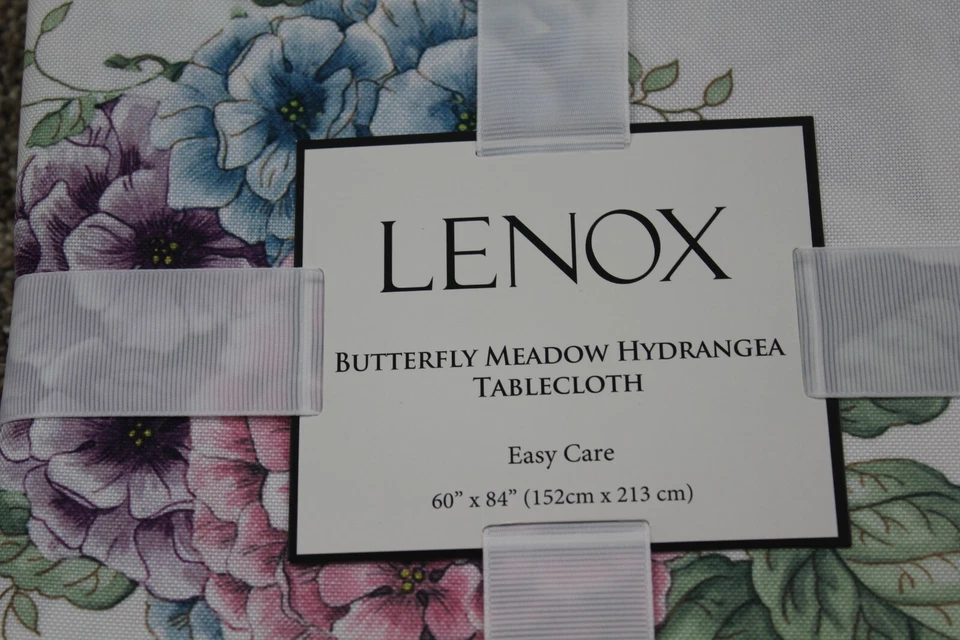 LENOX
BUTTERFLY MEADOW HYDRANGEA
TABLECLOTH
Easy Care
60” x 84” (152cm x 213 cm)